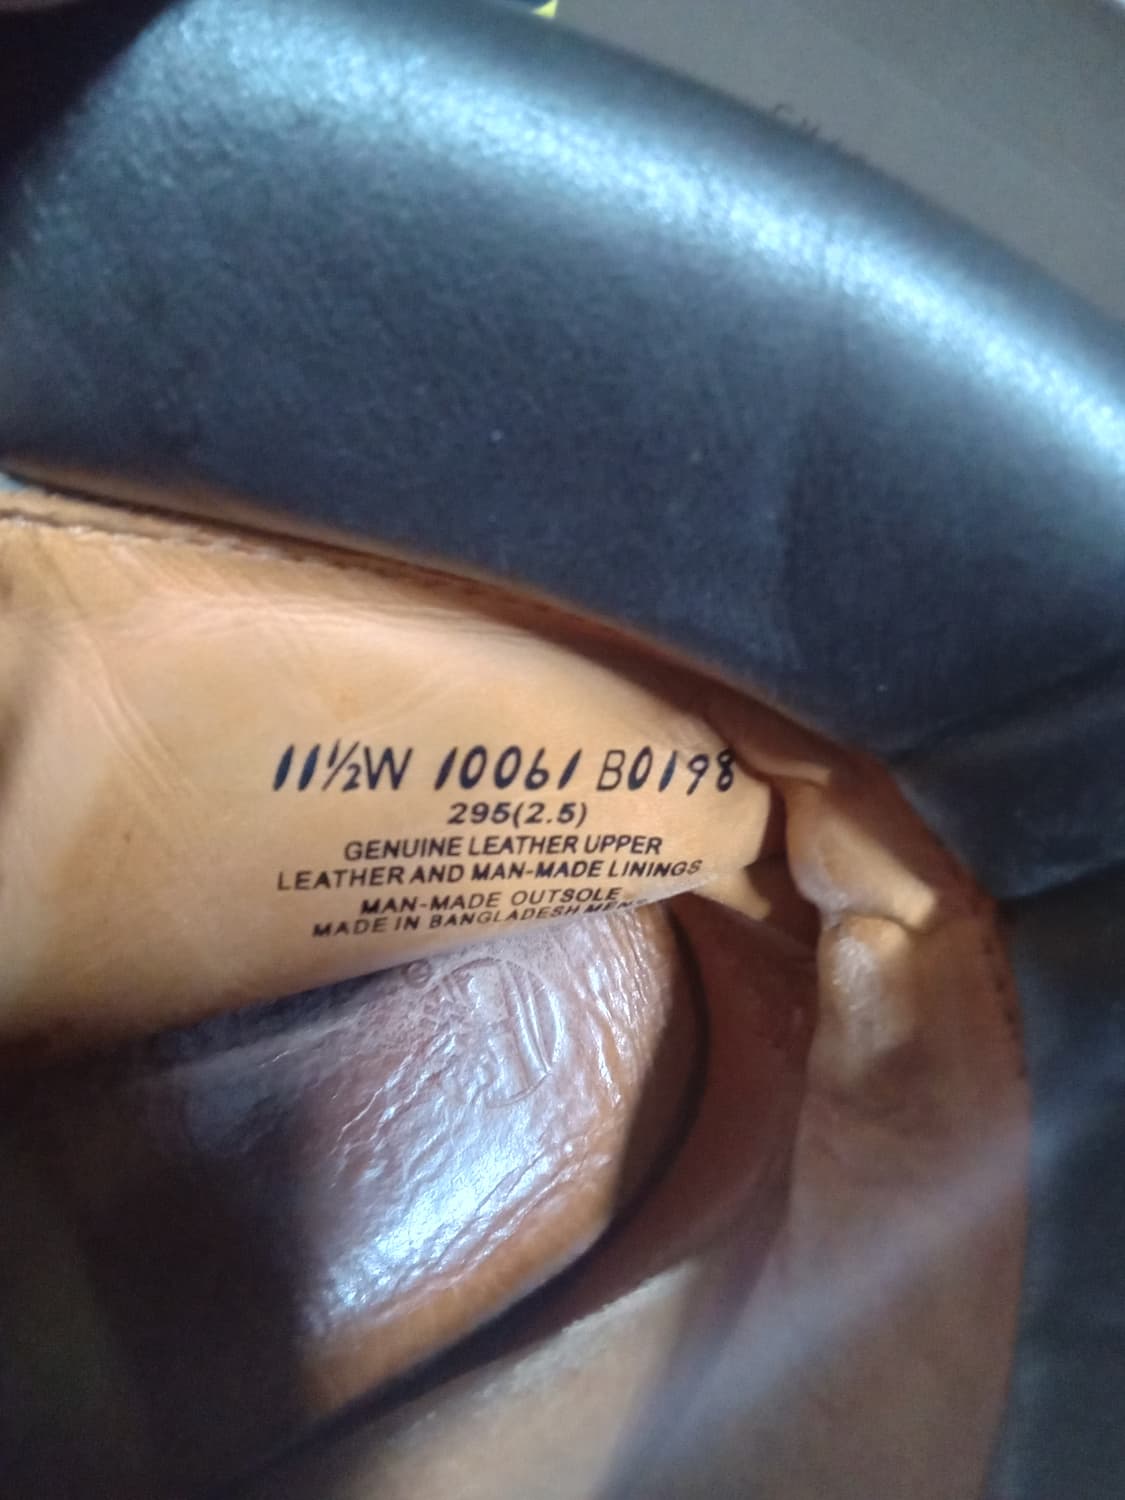 11½W 10061 B0198
295(2.5)
GENUINE LEATHER UPPER
LEATHER AND MAN-MADE LININGS
MAN-MADE OUTSOLE
MADE IN BANGLADESH MENS